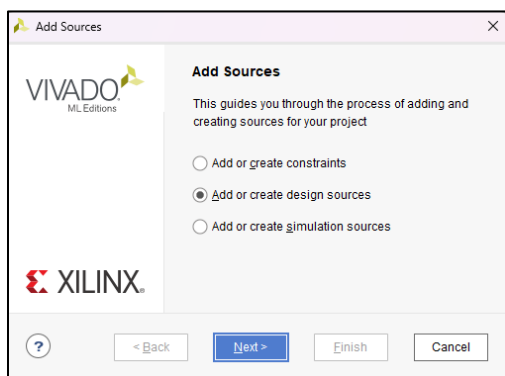 Add Sources
VIVADO
ML Editions
Add Sources
This guides you through the process of adding and
creating sources for your project
Add or create constraints
Add or create design sources
Add or create simulation sources
XILINX
?
< Back
Next >
Finish
Cancel